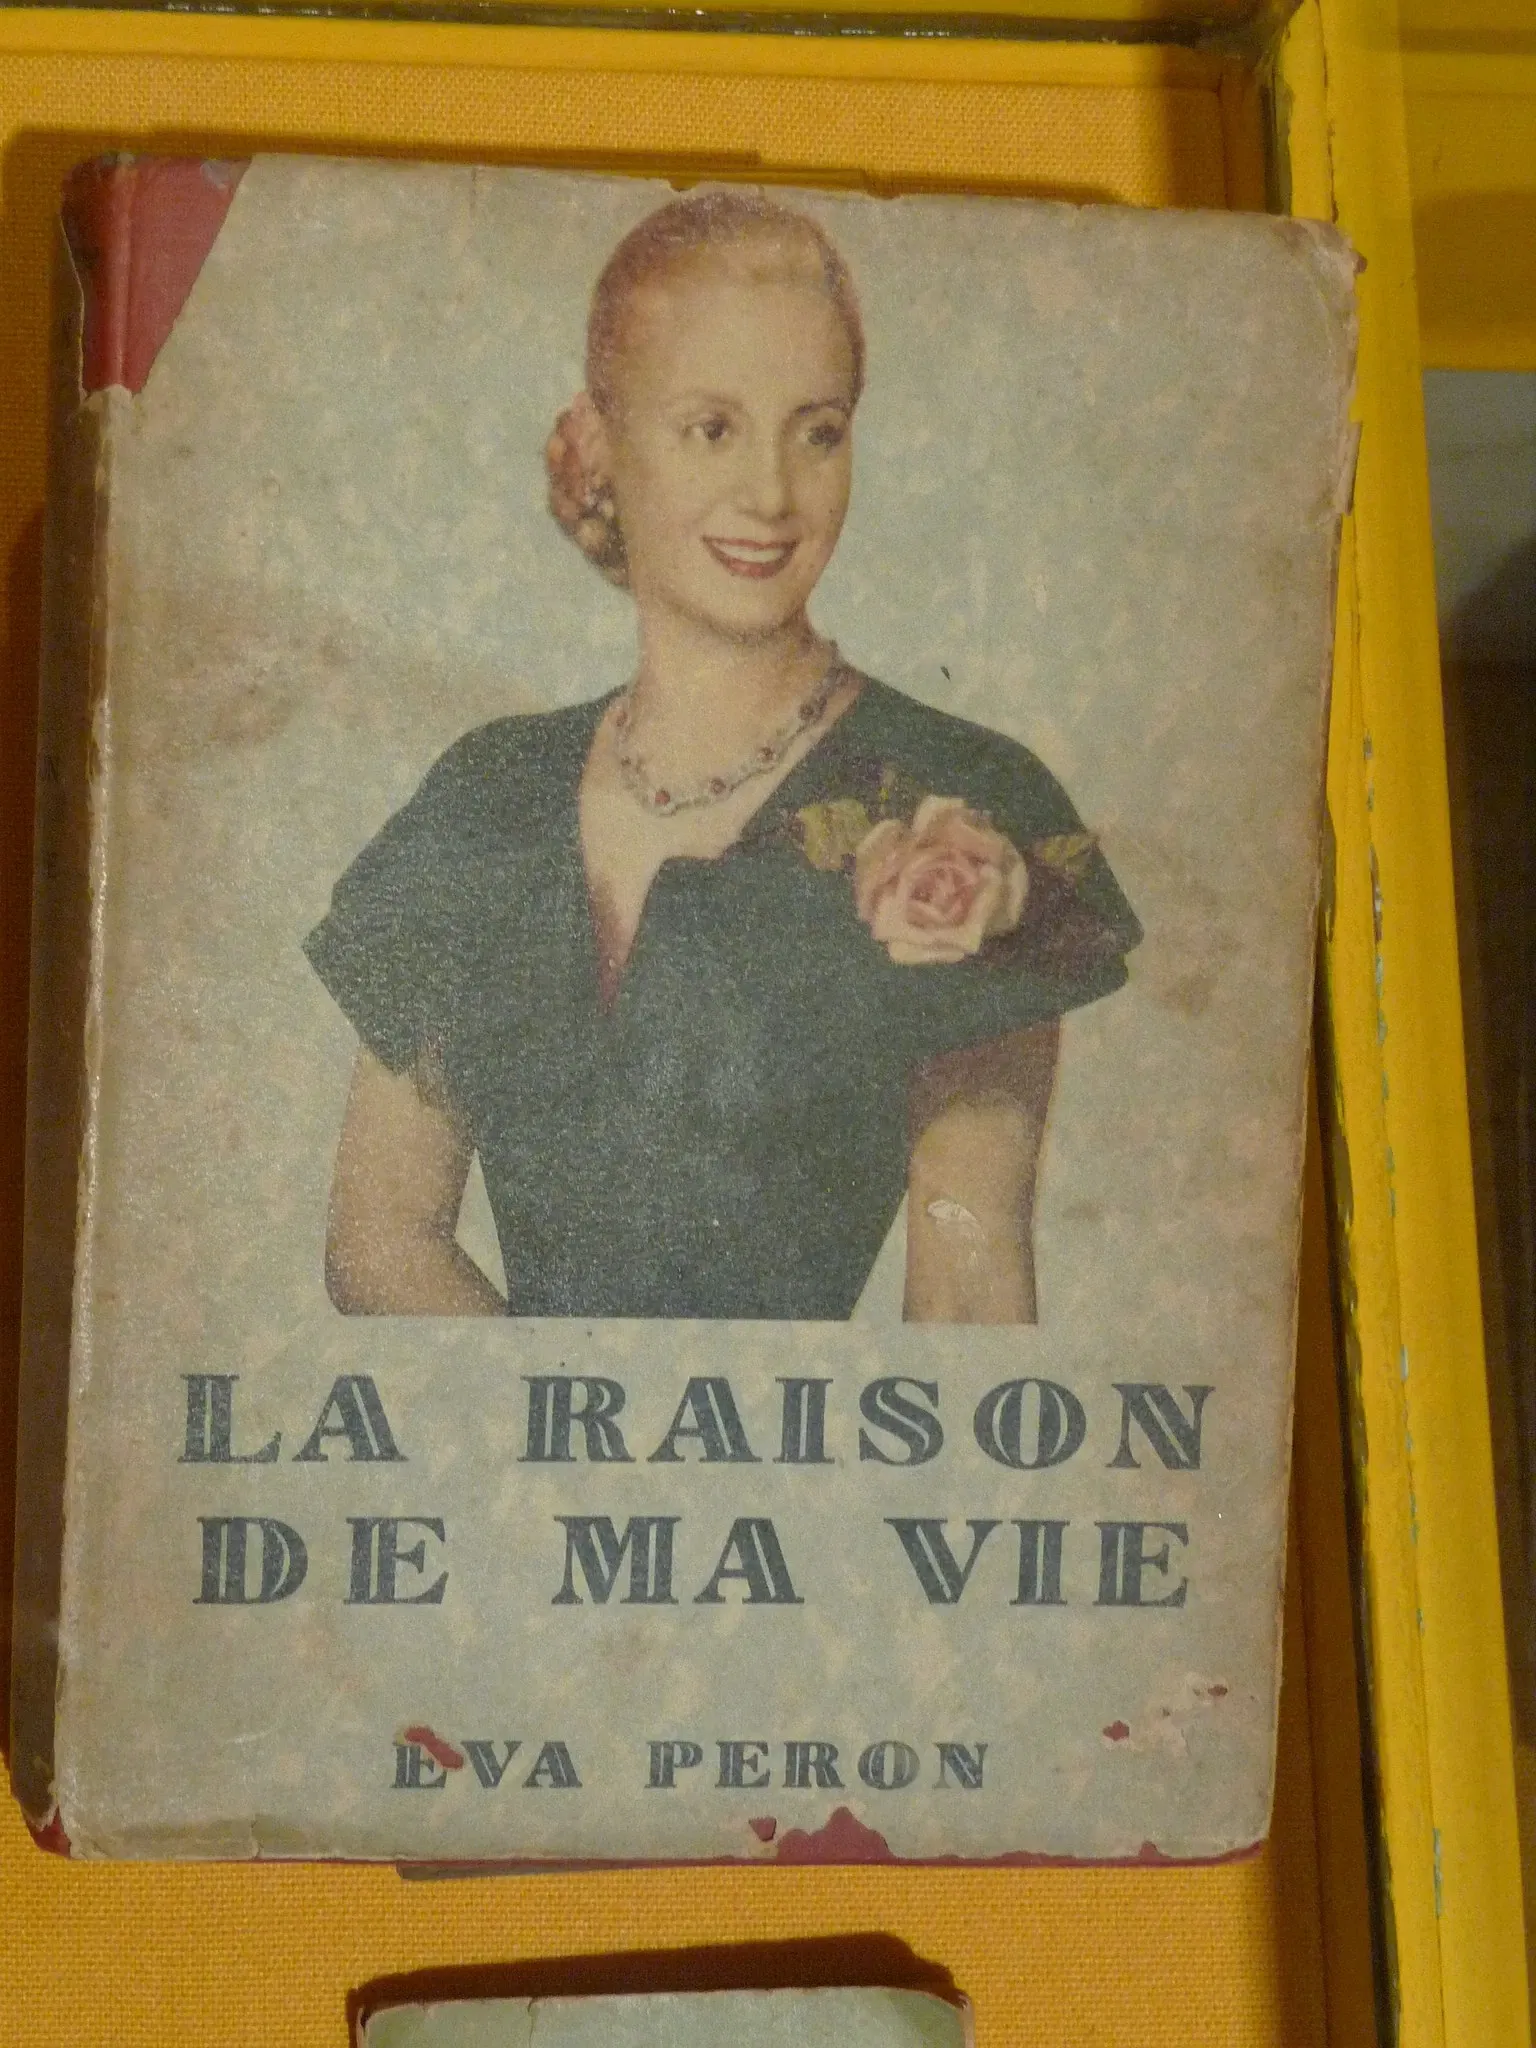 LA RAISON
DE MA VIE
EVA PERON